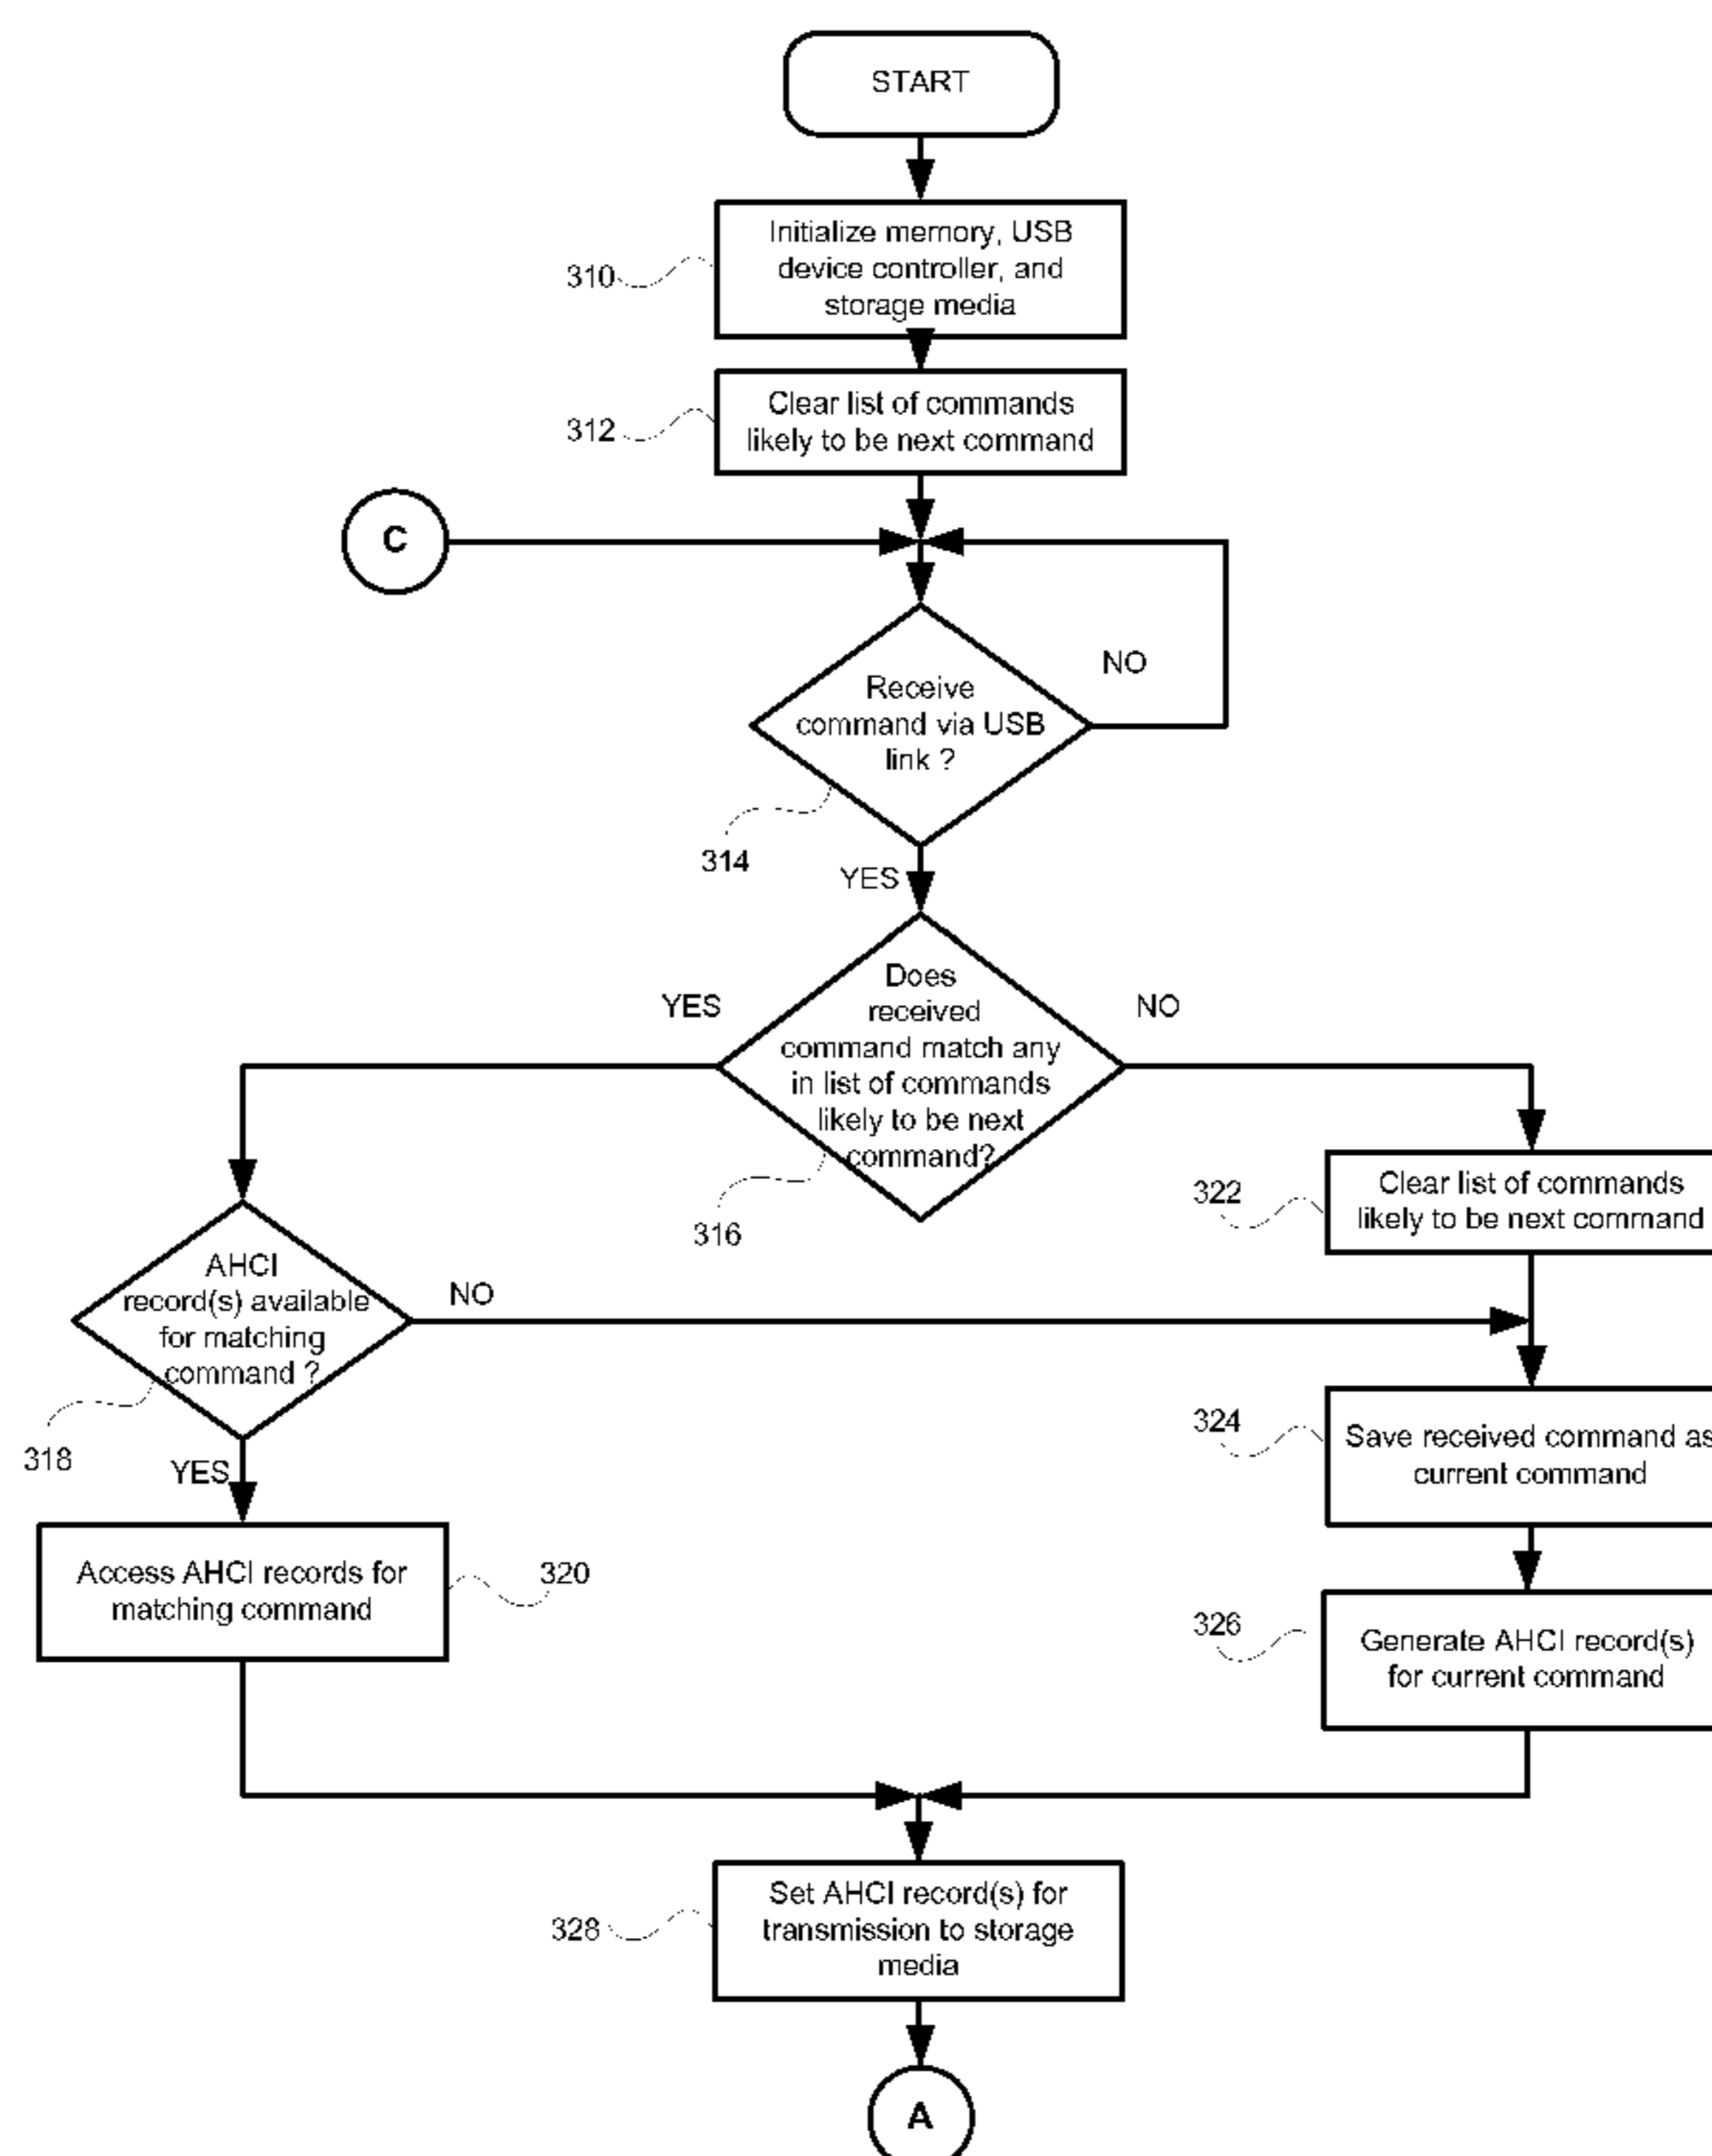 START
Initialize memory, USB
device controller, and
storage media
310
Clear list of commands
likely to be next command
312
C
Receive
command via USB
link ?
NO
314
YES
Does
received
command match any
in list of commands
likely to be next
command?
YES
NO
316
322
Clear list of commands
likely to be next command
AHCI
record(s) available
for matching
command ?
NO
318
YES
324
Save received command as
current command
Access AHCI records for
matching command
320
326
Generate AHCI record(s)
for current command
Set AHCI record(s) for
transmission to storage
media
328
A